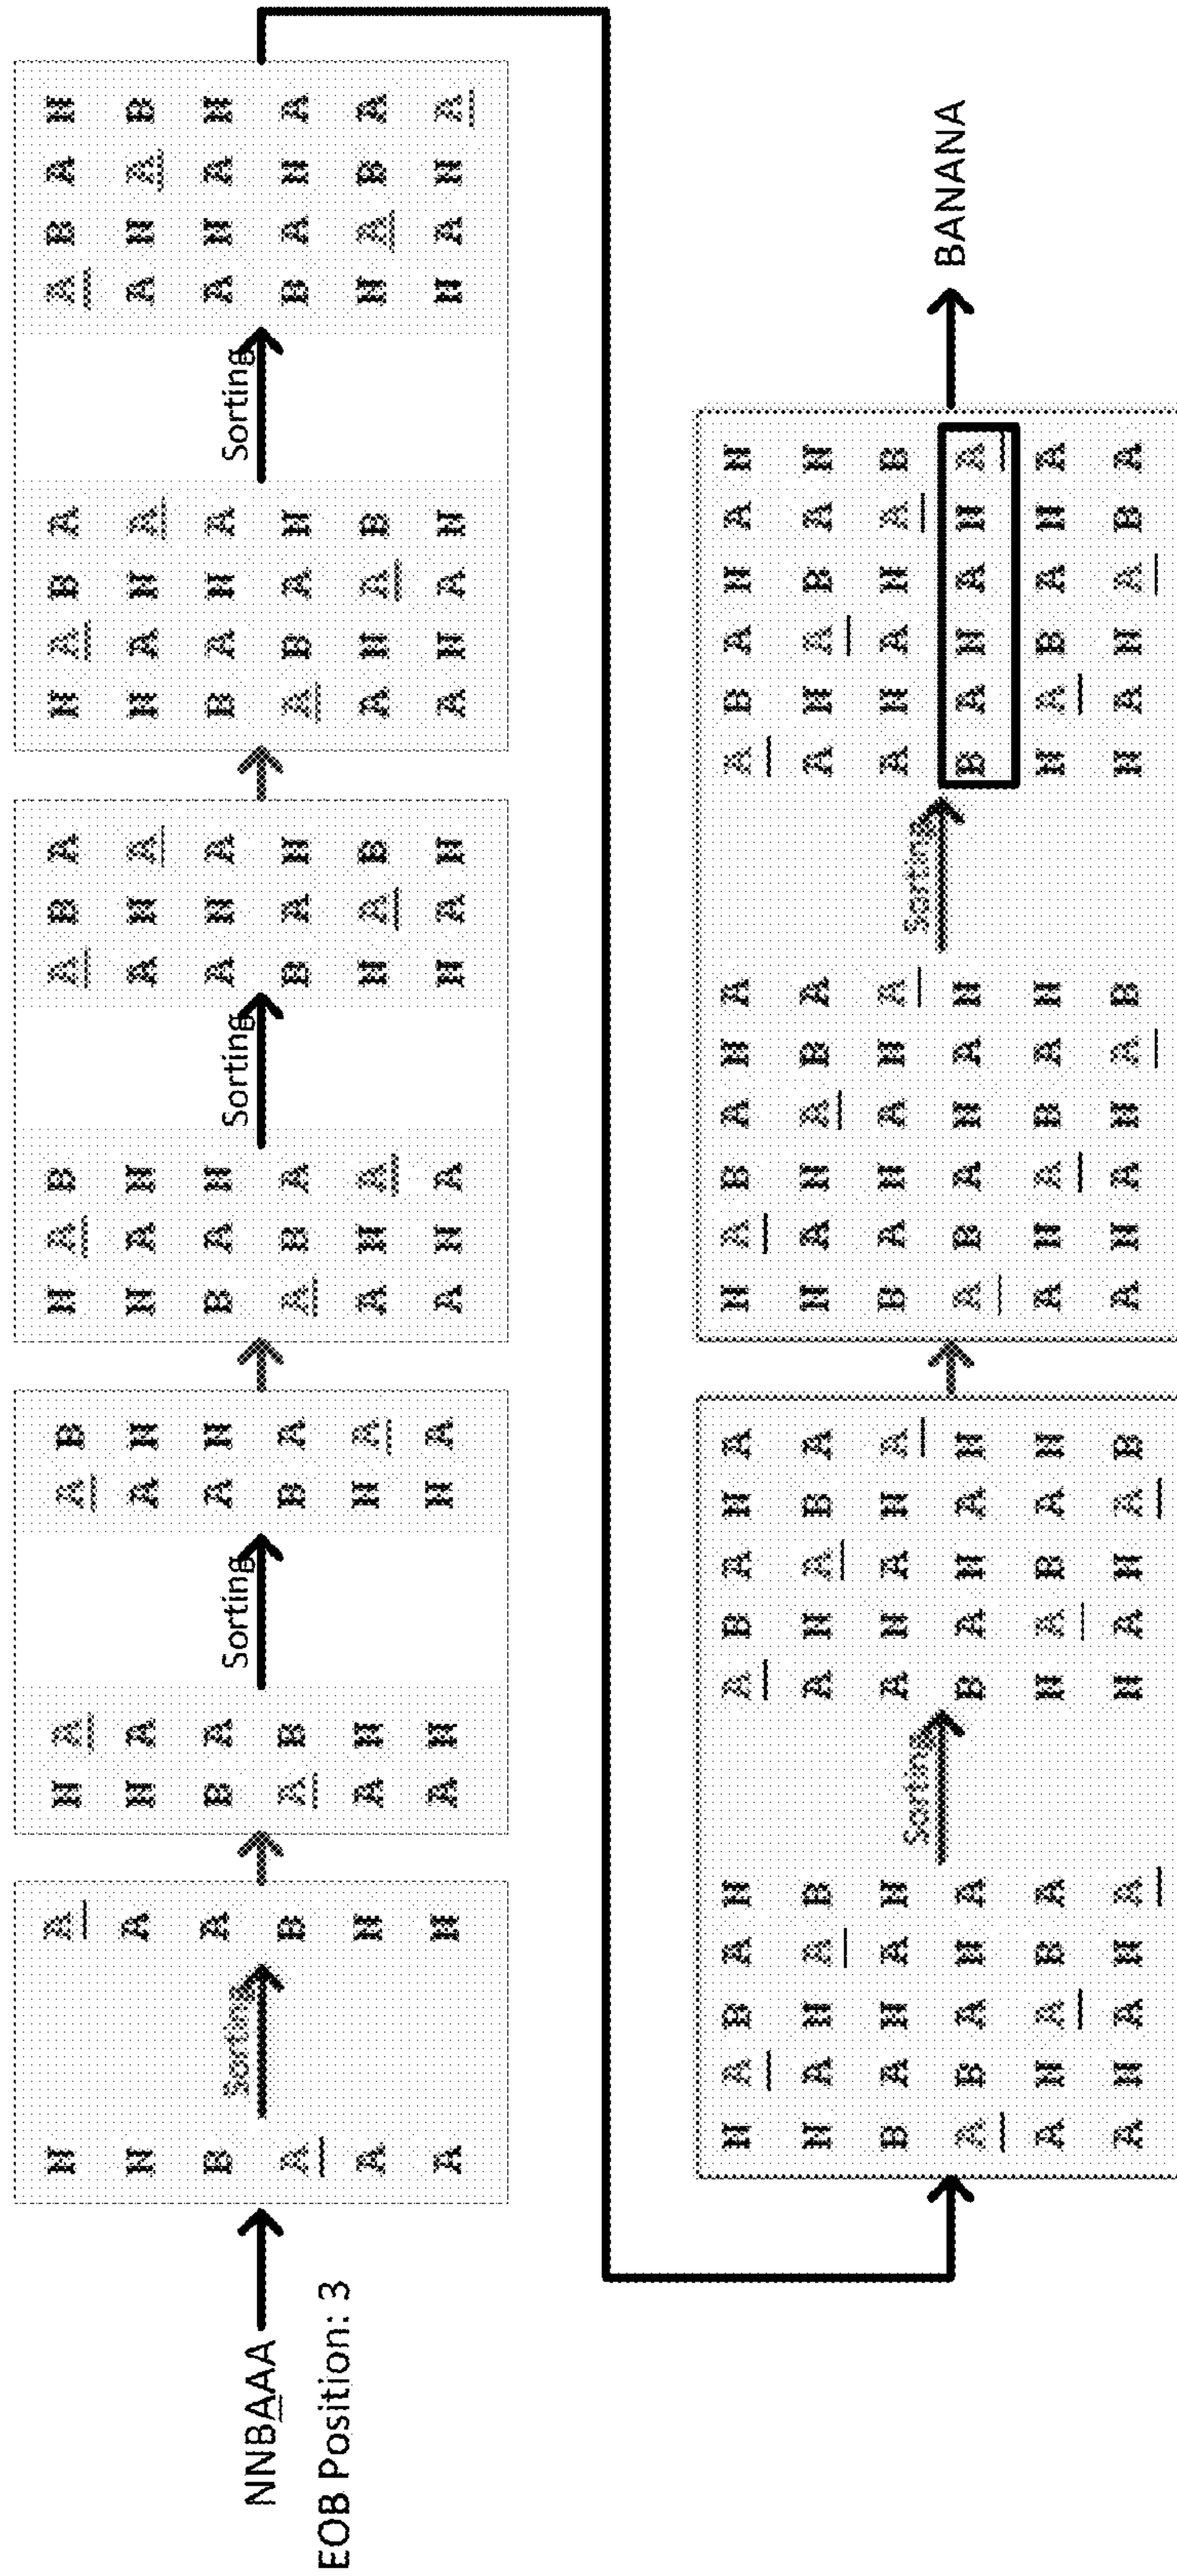 NNBAAA
EOB Position: 3
N
N
B
A
A
A
Sorting
A
A
A
B
N
N
N A
N A
B A
A B
A N
A N
Sorting
A B
A N
A N
B A
N A
N A
N A B
N A N
B A N
A B A
A N A
A N A
Sorting
A B A
A N A
A N A
B A N
N A B
N A N
N A B A
N A N A
B A N A
A B A N
A N A B
A N A N
Sorting
A B A N
A N A B
A N A N
B A N A
N A B A
N A N A
N A B A N
N A N A B
B A N A N
A B A N A
A N A B A
A N A N A
Sorting
A B A N A
A N A B A
A N A N A
B A N A N
N A B A N
N A N A B
N A B A N A
N A N A B A
B A N A N A
A B A N A N
A N A B A N
A N A N A B
Sorting
A B A N A N
A N A B A N
A N A N A B
B A N A N A
N A B A N A
N A N A B A
BANANA